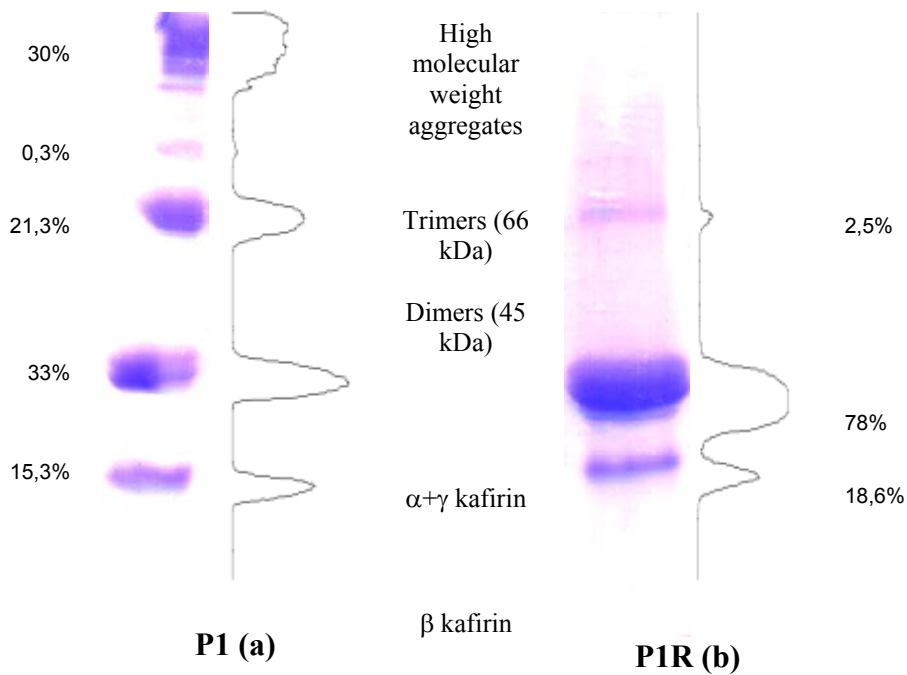 30%
0,3%
21,3%
33%
15,3%
P1 (a)
High
molecular
weight
aggregates
Trimers (66
kDa)
Dimers (45
kDa)
α+γ kafirin
β kafirin
2,5%
78%
18,6%
P1R (b)